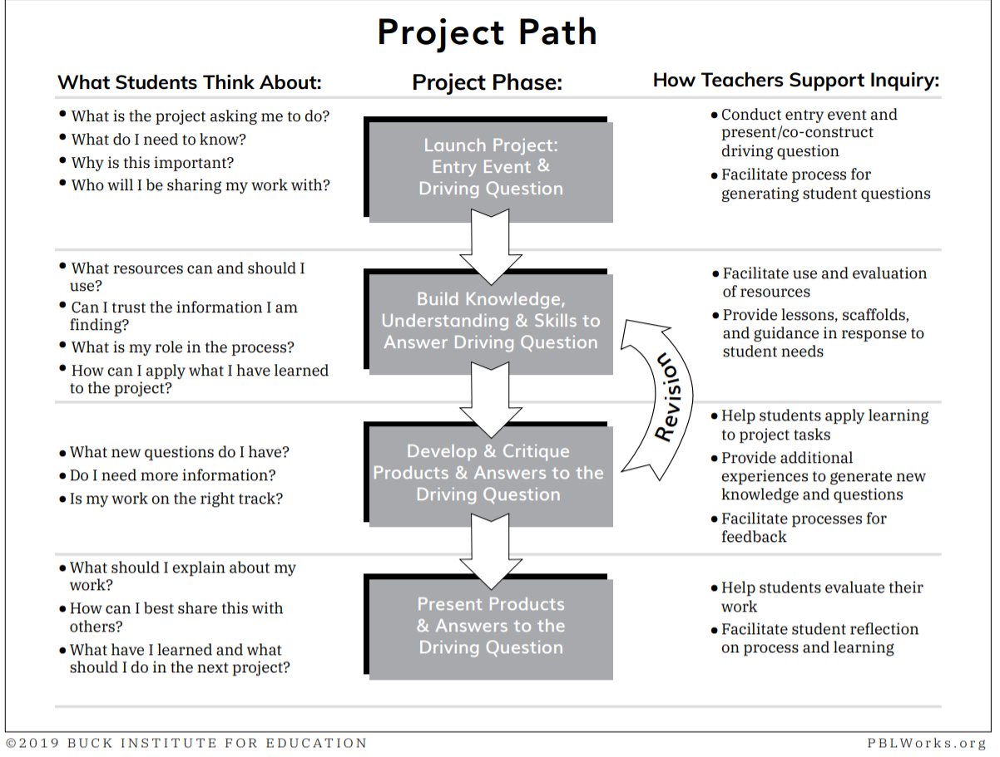 Project Path
What Students Think About:
Project Phase:
How Teachers Support Inquiry:
• What is the project asking me to do?
• What do I need to know?
• Why is this important?
• Who will I be sharing my work with?
Launch Project:
Entry Event &
Driving Question
• Conduct entry event and
present/co-construct
driving question
• Facilitate process for
generating student questions
• What resources can and should I
use?
• Can I trust the information I am
finding?
• What is my role in the process?
• How can I apply what I have learned
to the project?
Build Knowledge,
Understanding & Skills to
Answer Driving Question
• Facilitate use and evaluation
of resources
• Provide lessons, scaffolds,
and guidance in response to
student needs
Revision
• What new questions do I have?
• Do I need more information?
• Is my work on the right track?
Develop & Critique
Products & Answers to the
Driving Question
• Help students apply learning
to project tasks
• Provide additional
experiences to generate new
knowledge and questions
• Facilitate processes for
feedback
• What should I explain about my
work?
• How can I best share this with
others?
• What have I learned and what
should I do in the next project?
Present Products
& Answers to the
Driving Question
• Help students evaluate their
work
• Facilitate student reflection
on process and learning
©2019 BUCK INSTITUTE FOR EDUCATION
PBLWorks.org